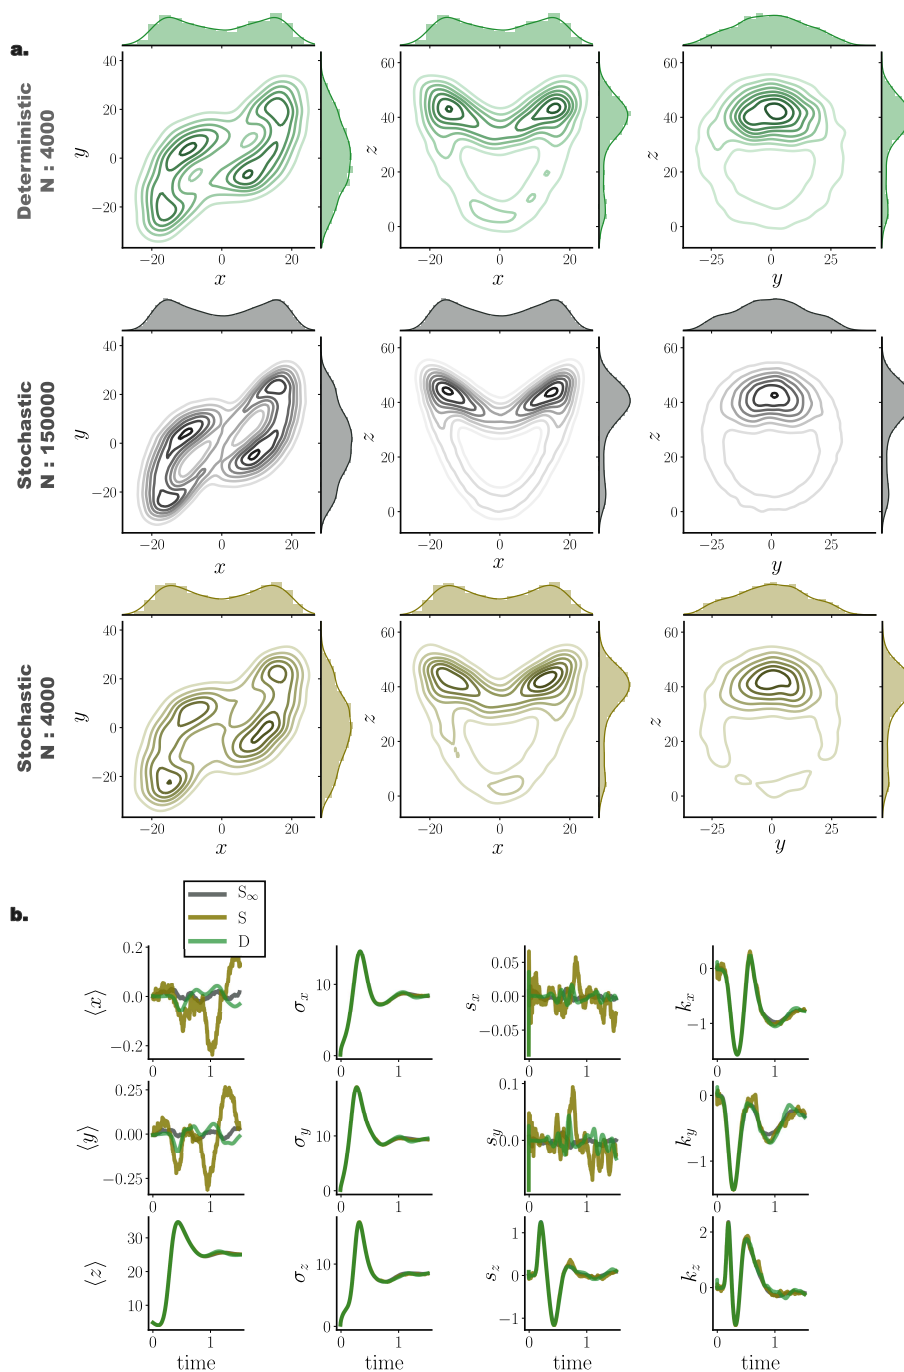 a.
Deterministic
N : 4000
40
20
0
−20
y
−20
0
20
x
60
40
20
0
z
−20
0
20
x
60
40
20
0
z
−25
0
25
y
Stochastic
N : 150000
40
20
0
−20
y
−20
0
20
x
60
40
20
0
z
−20
0
20
x
60
40
20
0
z
−25
0
25
y
Stochastic
N : 4000
40
20
0
−20
y
−20
0
20
x
60
40
20
0
z
−20
0
20
x
60
40
20
0
z
−25
0
25
y
b.
S∞
S
D
0.2
0.0
−0.2
⟨x⟩
0
1
10
0
σx
0
1
0.05
0.00
−0.05
sx
0
1
0
−1
kx
0
1
0.25
0.00
−0.25
⟨y⟩
0
1
10
0
σy
0
1
0.1
0.0
sy
0
1
0
−1
ky
0
1
30
20
10
⟨z⟩
0
1
time
10
0
σz
0
1
time
1
0
−1
sz
0
1
time
2
0
kz
0
1
time